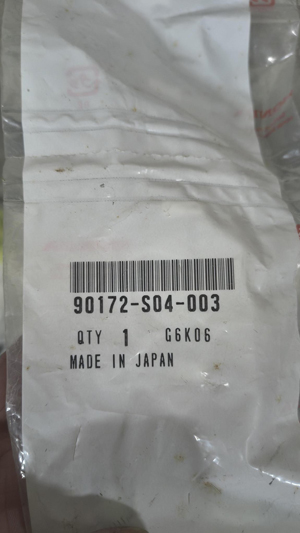 90172-S04-003
QTY 1 G6K06
MADE IN JAPAN